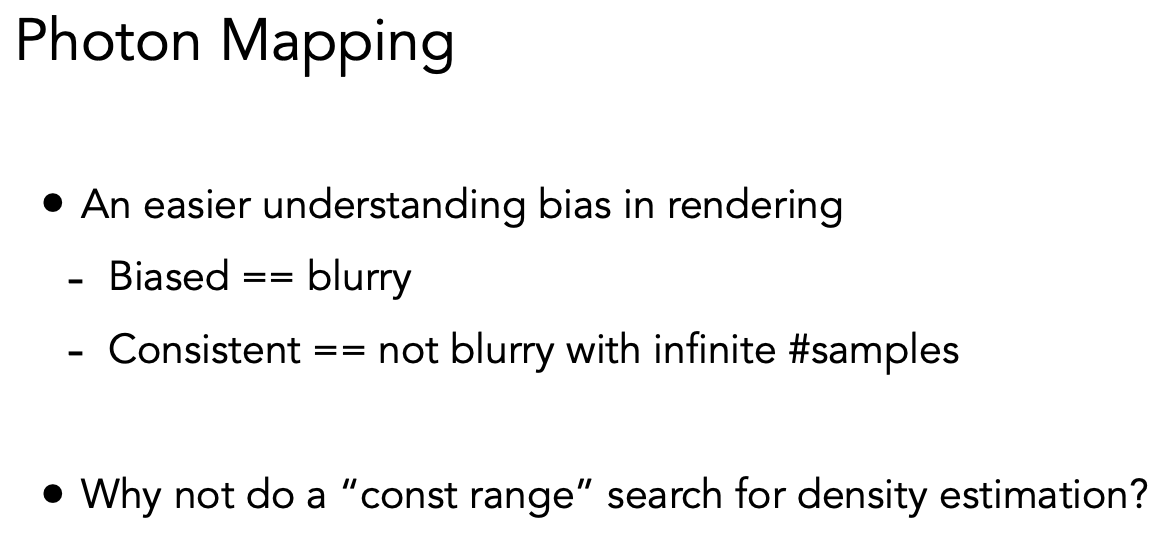 Photon Mapping
• An easier understanding bias in rendering
- Biased == blurry
- Consistent == not blurry with infinite #samples
• Why not do a “const range” search for density estimation?